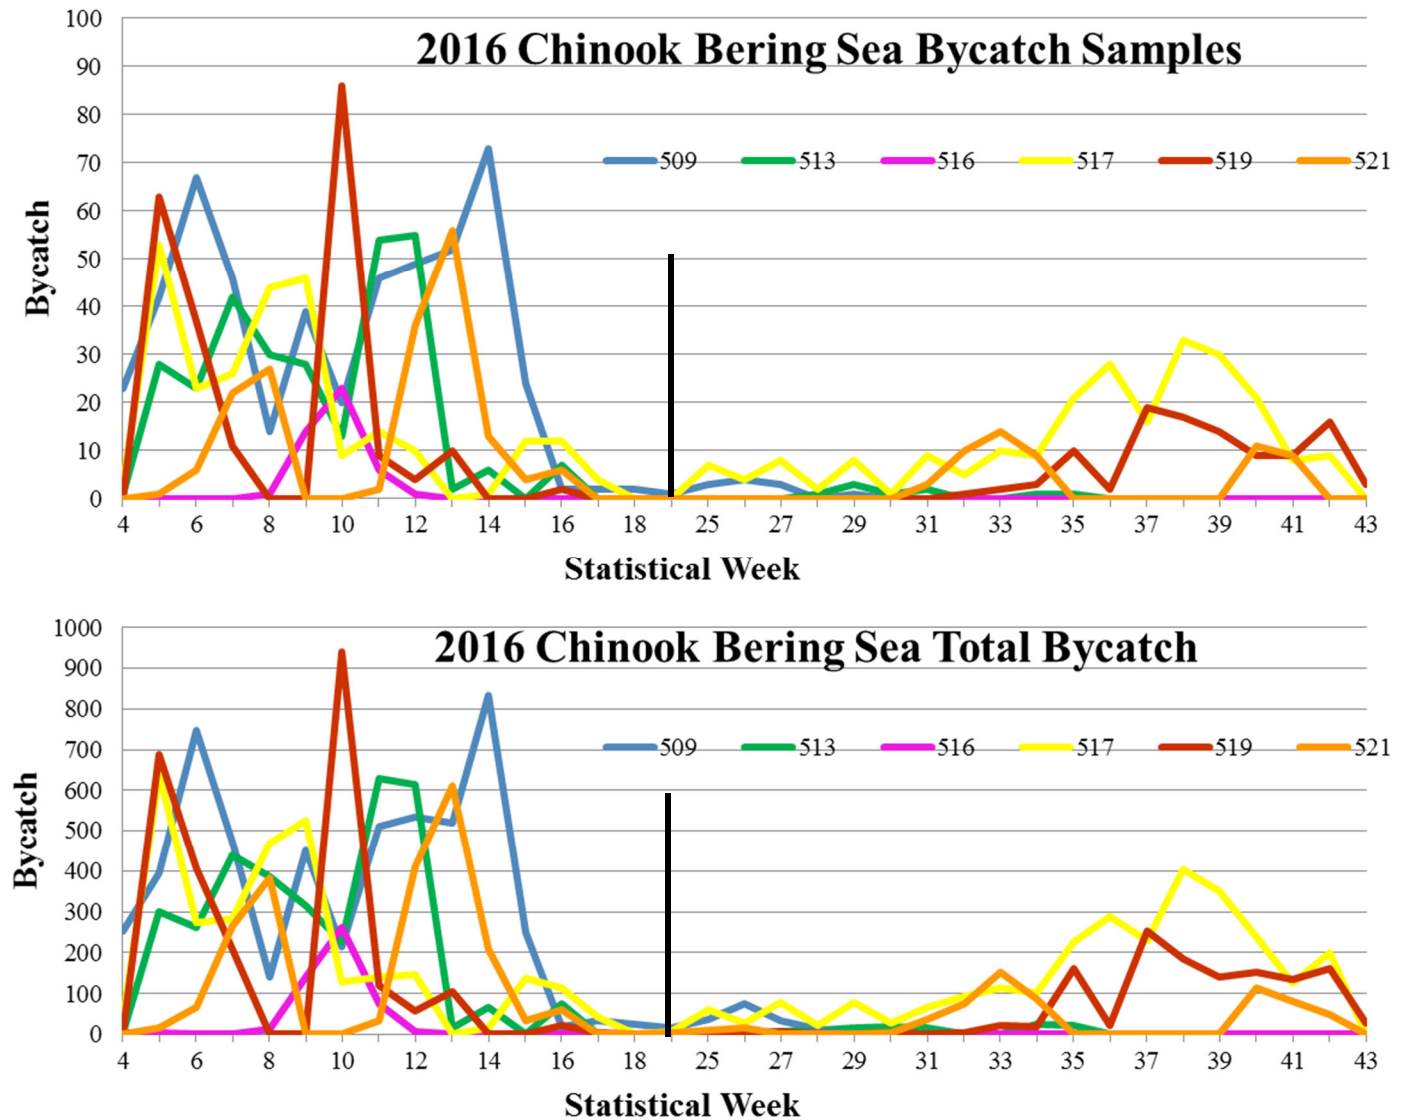 2016 Chinook Bering Sea Bycatch Samples
100
90
80
70
60
50
40
30
20
10
0
Bycatch
509 513 516 517 519 521
4 6 8 10 12 14 16 18 25 27 29 31 33 35 37 39 41 43
Statistical Week
2016 Chinook Bering Sea Total Bycatch
1000
900
800
700
600
500
400
300
200
100
0
Bycatch
509 513 516 517 519 521
4 6 8 10 12 14 16 18 25 27 29 31 33 35 37 39 41 43
Statistical Week